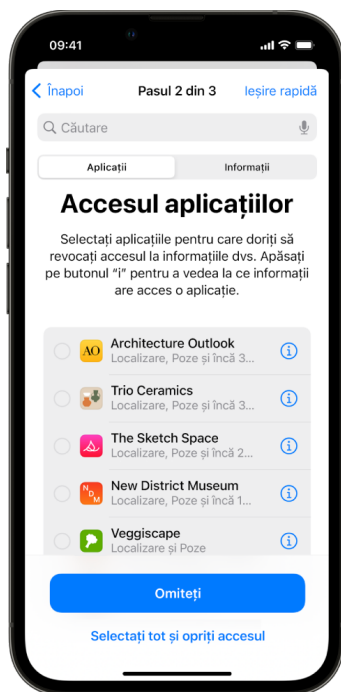 09:41
Înapoi Pasul 2 din 3 Ieșire rapidă
Căutare
Aplicații Informații
Accesul aplicațiilor
Selectați aplicațiile pentru care doriți să
revocați accesul la informațiile dvs. Apăsați
pe butonul "i" pentru a vedea la ce informații
are acces o aplicație.
AO Architecture Outlook
Localizare, Poze și încă 3...
Trio Ceramics
Localizare, Poze și încă 3...
The Sketch Space
Localizare, Poze și încă 2...
NDM New District Museum
Localizare, Poze și încă 1...
Veggiscape
Localizare și Poze
Omiteți
Selectați tot și opriți accesul